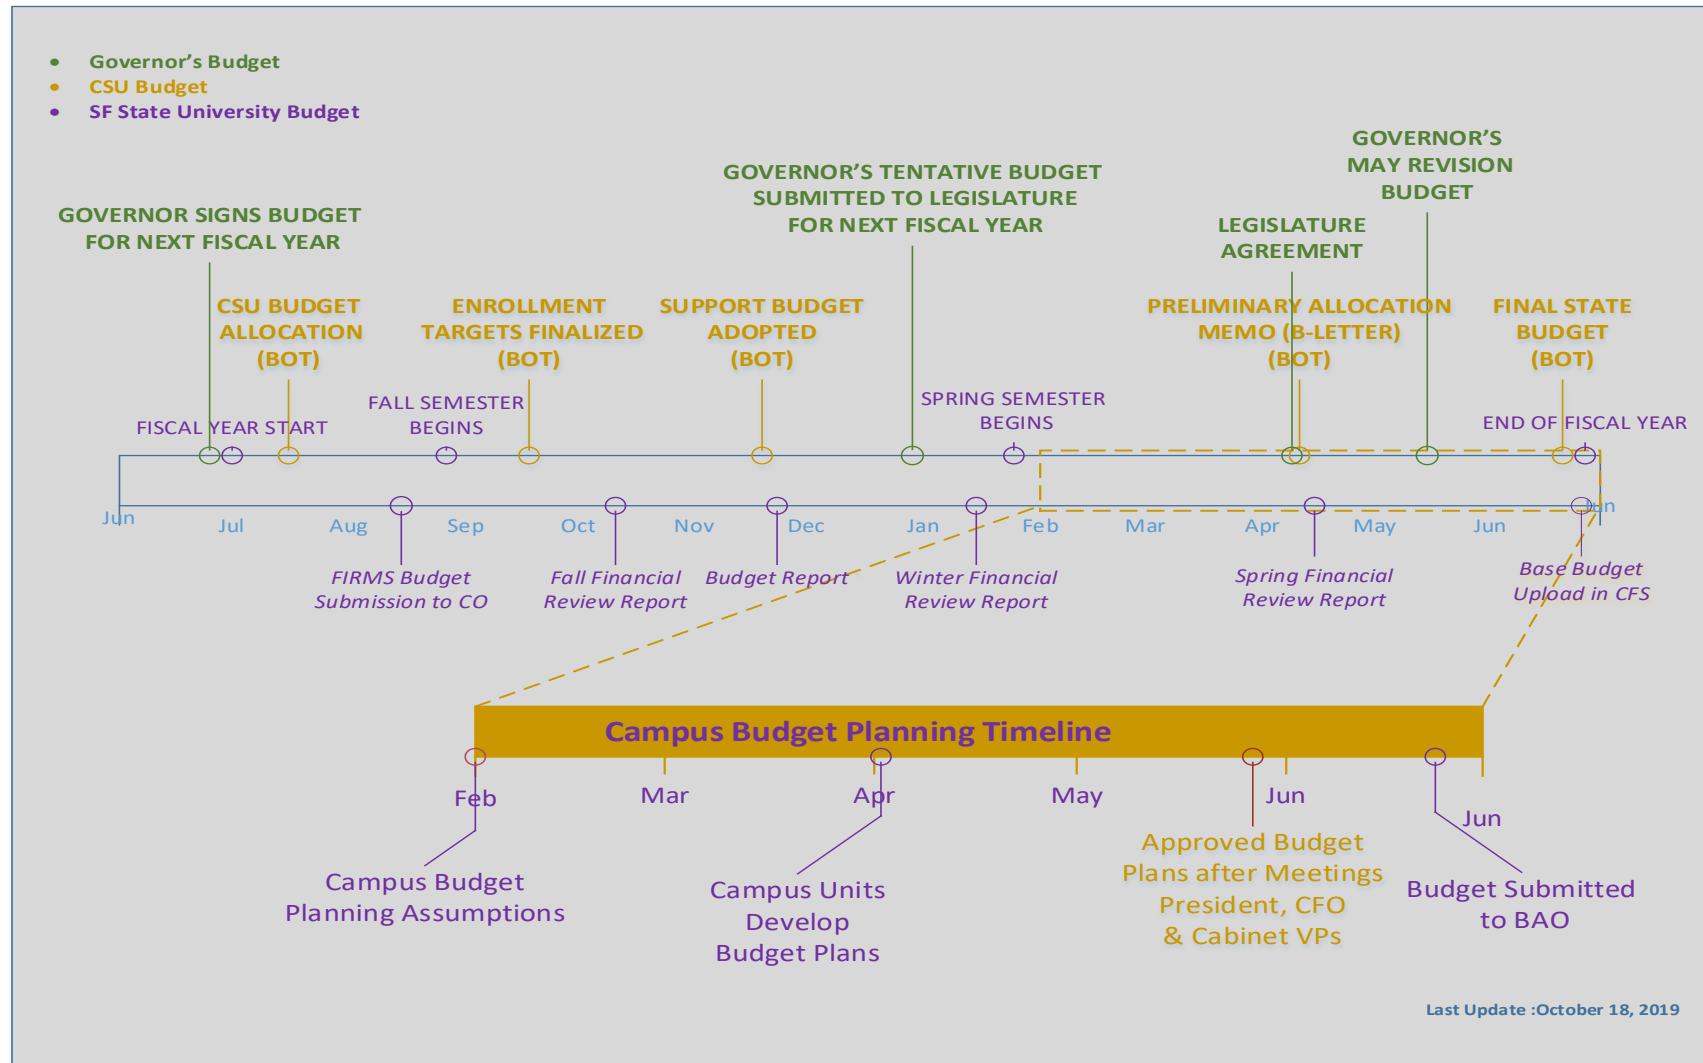 • Governor’s Budget
• CSU Budget
• SF State University Budget
GOVERNOR SIGNS BUDGET
FOR NEXT FISCAL YEAR
GOVERNOR’S TENTATIVE BUDGET
SUBMITTED TO LEGISLATURE
FOR NEXT FISCAL YEAR
LEGISLATURE
AGREEMENT
GOVERNOR’S
MAY REVISION
BUDGET
CSU BUDGET
ALLOCATION
(BOT)
ENROLLMENT
TARGETS FINALIZED
(BOT)
SUPPORT BUDGET
ADOPTED
(BOT)
PRELIMINARY ALLOCATION
MEMO (B-LETTER)
(BOT)
FINAL STATE
BUDGET
(BOT)
FISCAL YEAR START
FALL SEMESTER
BEGINS
SPRING SEMESTER
BEGINS
END OF FISCAL YEAR
Jun
Jul
Aug
Sep
Oct
Nov
Dec
Jan
Feb
Mar
Apr
May
Jun
Jun
FIRMS Budget
Submission to CO
Fall Financial
Review Report
Budget Report
Winter Financial
Review Report
Spring Financial
Review Report
Base Budget
Upload in CFS
Campus Budget Planning Timeline
Feb
Mar
Apr
May
Jun
Jun
Campus Budget
Planning Assumptions
Campus Units
Develop
Budget Plans
Approved Budget
Plans after Meetings
President, CFO
& Cabinet VPs
Budget Submitted
to BAO
Last Update :October 18, 2019